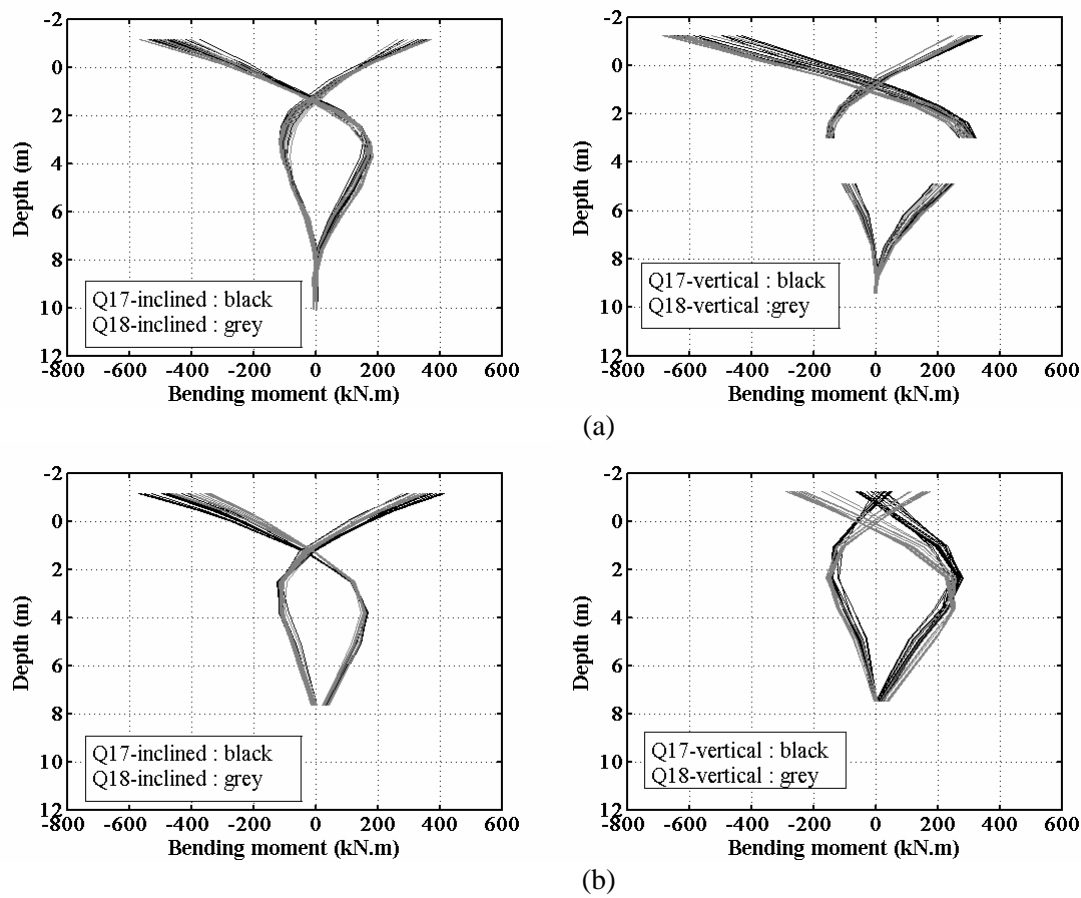 -2
0
2
4
6
8
10
12
Depth (m)
Q17-inclined : black
Q18-inclined : grey
-800 -600 -400 -200 0 200 400 600
Bending moment (kN.m)
-2
0
2
4
6
8
10
12
Depth (m)
Q17-vertical : black
Q18-vertical :grey
-800 -600 -400 -200 0 200 400 600
Bending moment (kN.m)
(a)
-2
0
2
4
6
8
10
12
Depth (m)
Q17-inclined : black
Q18-inclined : grey
-800 -600 -400 -200 0 200 400 600
Bending moment (kN.m)
-2
0
2
4
6
8
10
12
Depth (m)
Q17-vertical : black
Q18-vertical : grey
-800 -600 -400 -200 0 200 400 600
Bending moment (kN.m)
(b)